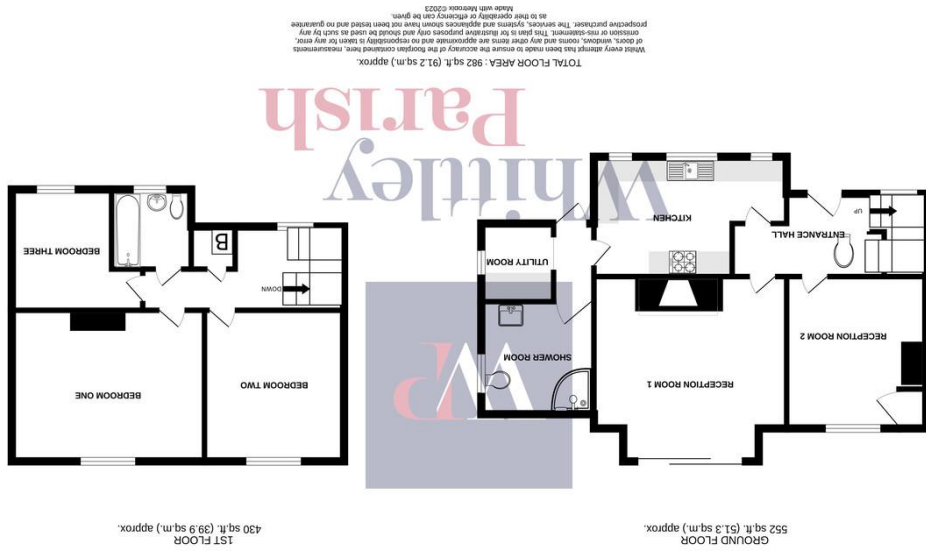 GROUND FLOOR
552 sq.ft. (51.3 sq.m.) approx.
1ST FLOOR
430 sq.ft. (39.9 sq.m.) approx.
RECEPTION ROOM 2
RECEPTION ROOM 1
SHOWER ROOM
UTILITY ROOM
ENTRANCE HALL
UP
KITCHEN
BEDROOM TWO
BEDROOM ONE
DOWN
B
BEDROOM THREE
WP
Whitley
Parish
TOTAL FLOOR AREA : 982 sq.ft. (91.2 sq.m.) approx.
Whilst every attempt has been made to ensure the accuracy of the floorplan contained here, measurements
of doors, windows, rooms and any other items are approximate and no responsibility is taken for any error,
omission or mis-statement. This plan is for illustrative purposes only and should be used as such by any
prospective purchaser. The services, systems and appliances shown have not been tested and no guarantee
as to their operability or efficiency can be given.
Made with Metropix ©2023